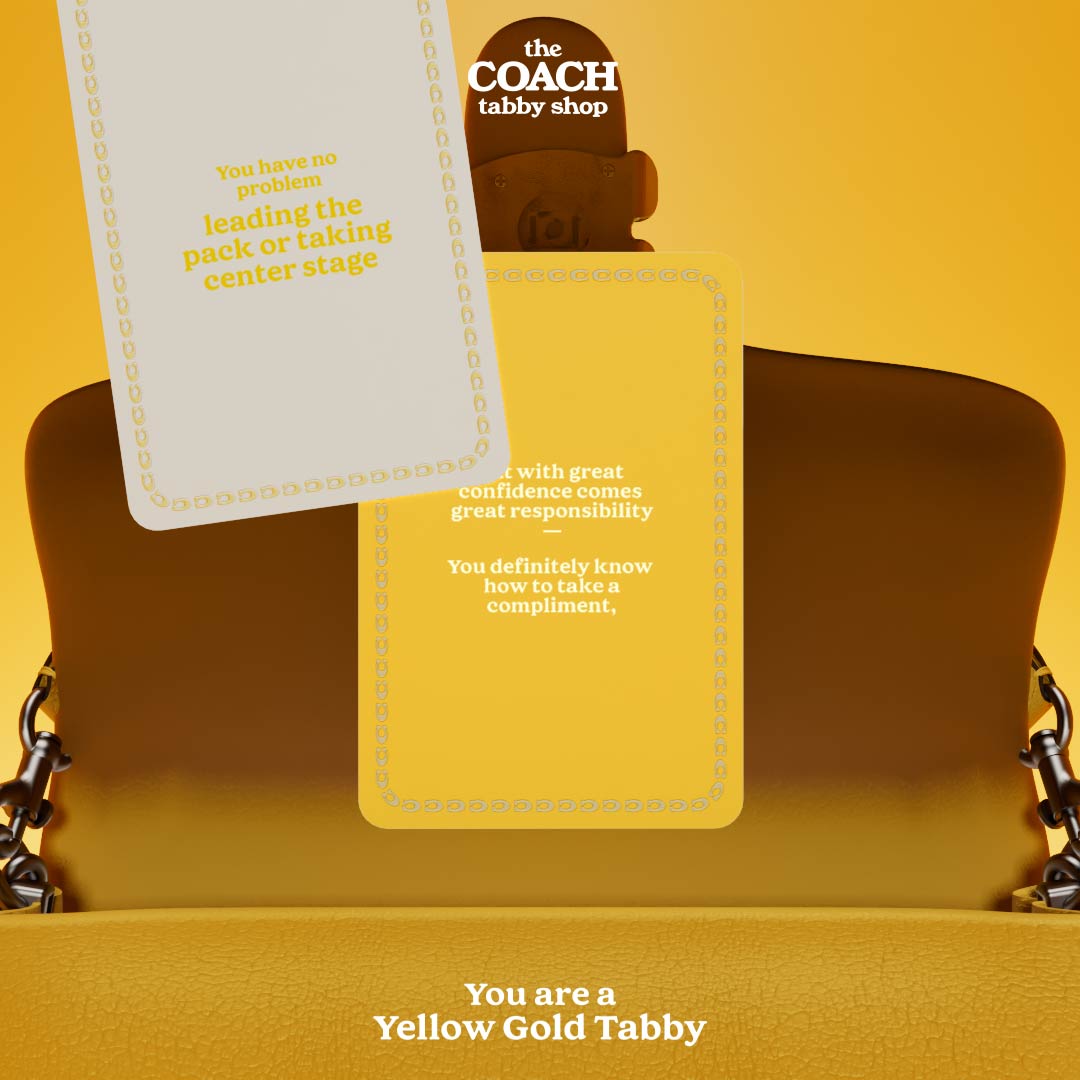 the
COACH
tabby shop
You have no
problem
leading the
pack or taking
center stage
with great
confidence comes
great responsibility
—
You definitely know
how to take a
compliment,
You are a
Yellow Gold Tabby